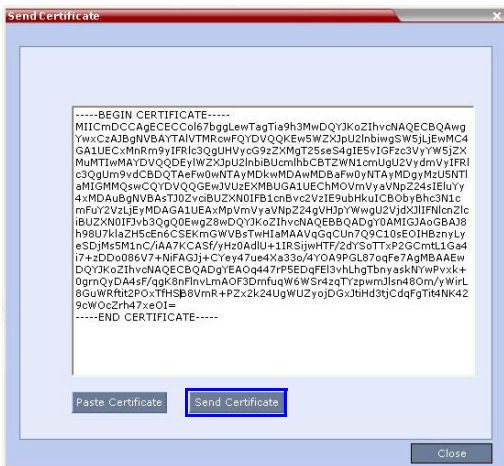 Send Certificate
-----BEGIN CERTIFICATE-----
MIICmDCCAgECECCol67bggLewTagTia9h3MwDQYJKoZIhvcNAQECBQAwg
YwxCzAJBgNVBAYTAlVTMRcwFQYDVQQKEw5WZXJpU2lnbiwgSW5jLjEwMC4
GA1UECxMnRm9yIFRlc3QgUHVycG9zZXMgT25seS4gIE5vIGFzc3VyYW5jZX
MuMTIwMAYDVQQDEylWZXJpU2lnbiBUcmlhbCBTZWN1cmUgU2VydmVyIFRl
c3QgUm9vdCBDQTAeFw0wNTAyMDkwMDAwMDBaFw0yNTAyMDgyMzU5NTl
aMIGMMQswCQYDVQQGEwJVUzEXMBUGA1UEChMOVmVyaVNpZ24sIEluYy
4xMDAuBgNVBAsTJ0ZvciBUZXN0IFB1cnBvc2VzIE9ubHkuICBObyBhc3N1c
mFuY2VzLjEyMDAGA1UEAxMpVmVyaVNpZ24gVHJpYWwgU2VjdXJlIFNlcnZlc
iBUZXN0IFJvb3QgQ0EwgZ8wDQYJKoZIhvcNAQEBBQADgY0AMIGJAoGBAJ8
h98U7klaZH5cEn6CSEKmGWVBsTwHIaMAAVqGgCUn7Q9C10sEOIHBznyLy
eSDjMs5M1nC/iAA7KCASf/yHz0AdlU+1IRSijwHTF/2dYSoTTxP2GCmtL1Ga4
i7+zDDo086V7+NiFAGJj+CYey47ue4Xa33o/4YOA9PGL87oqFe7AgMBAAEw
DQYJKoZIhvcNAQECBQADgYEAOq447rP5EDqFEl3vhLhgTbnyaskNYwPvxk+
0grnQyDA4sF/qgK8nFlnvLmAOF3DmfuqW6WSr4zqTYzpwmJlsn48Om/yWirL
8GuWRftit2POxTfHSB8VmR+PZx2k24UgWUZyojDGxJtiHd3tjCdqFgTit4NK42
9cWOcZrh47xeOI=
-----END CERTIFICATE-----
Paste Certificate
Send Certificate
Close